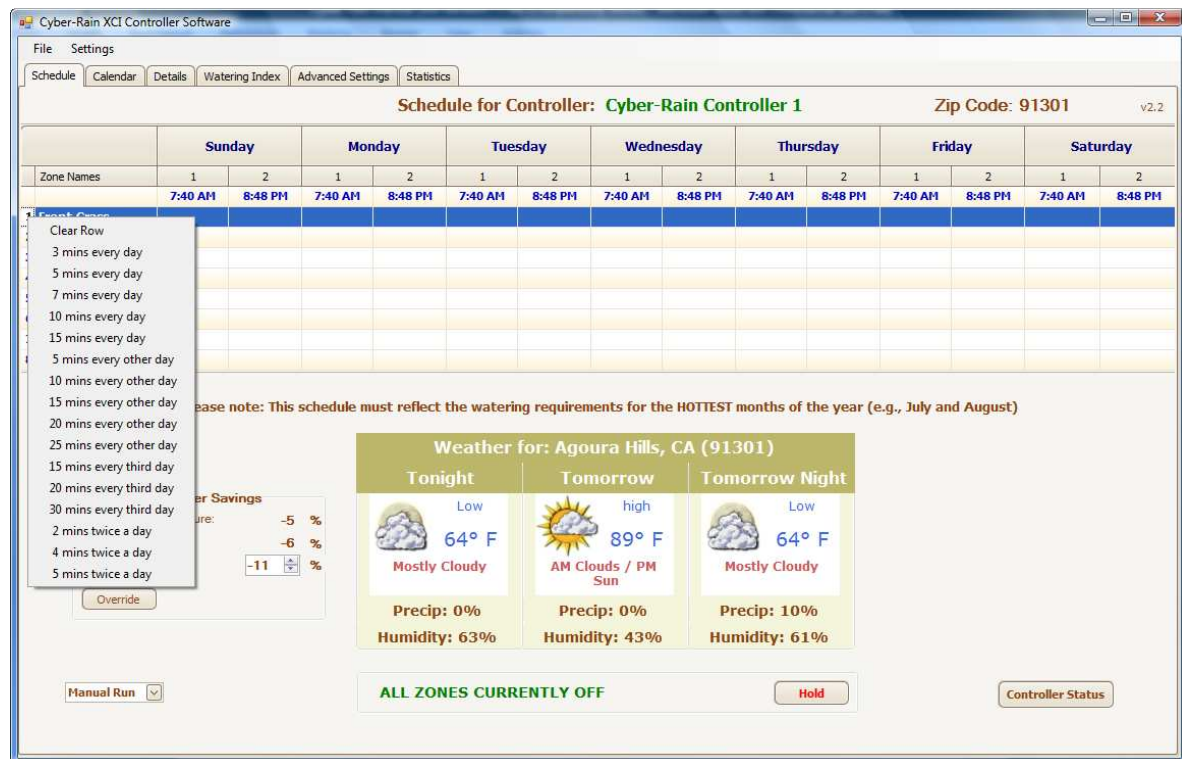 Cyber-Rain XCI Controller Software
File Settings
Schedule Calendar Details Watering Index Advanced Settings Statistics
Schedule for Controller: Cyber-Rain Controller 1 Zip Code: 91301 v2.2
Sunday Monday Tuesday Wednesday Thursday Friday Saturday
Zone Names 1 2 1 2 1 2 1 2 1 2 1 2 1 2
7:40 AM 8:48 PM 7:40 AM 8:48 PM 7:40 AM 8:48 PM 7:40 AM 8:48 PM 7:40 AM 8:48 PM 7:40 AM 8:48 PM 7:40 AM 8:48 PM
1 Front Grass
Clear Row
3 mins every day
5 mins every day
7 mins every day
10 mins every day
15 mins every day
5 mins every other day
10 mins every other day
15 mins every other day
20 mins every other day
25 mins every other day
15 mins every third day
20 mins every third day
30 mins every third day
2 mins twice a day
4 mins twice a day
5 mins twice a day
note: This schedule must reflect the watering requirements for the HOTTEST months of the year (e.g., July and August)
Savings
-5 %
-6 %
-11 %
Override
Weather for: Agoura Hills, CA (91301)
Tonight Tomorrow Tomorrow Night
Low high Low
64° F 89° F 64° F
Mostly Cloudy AM Clouds / PM Sun Mostly Cloudy
Precip: 0% Precip: 0% Precip: 10%
Humidity: 63% Humidity: 43% Humidity: 61%
Manual Run ALL ZONES CURRENTLY OFF Hold Controller Status